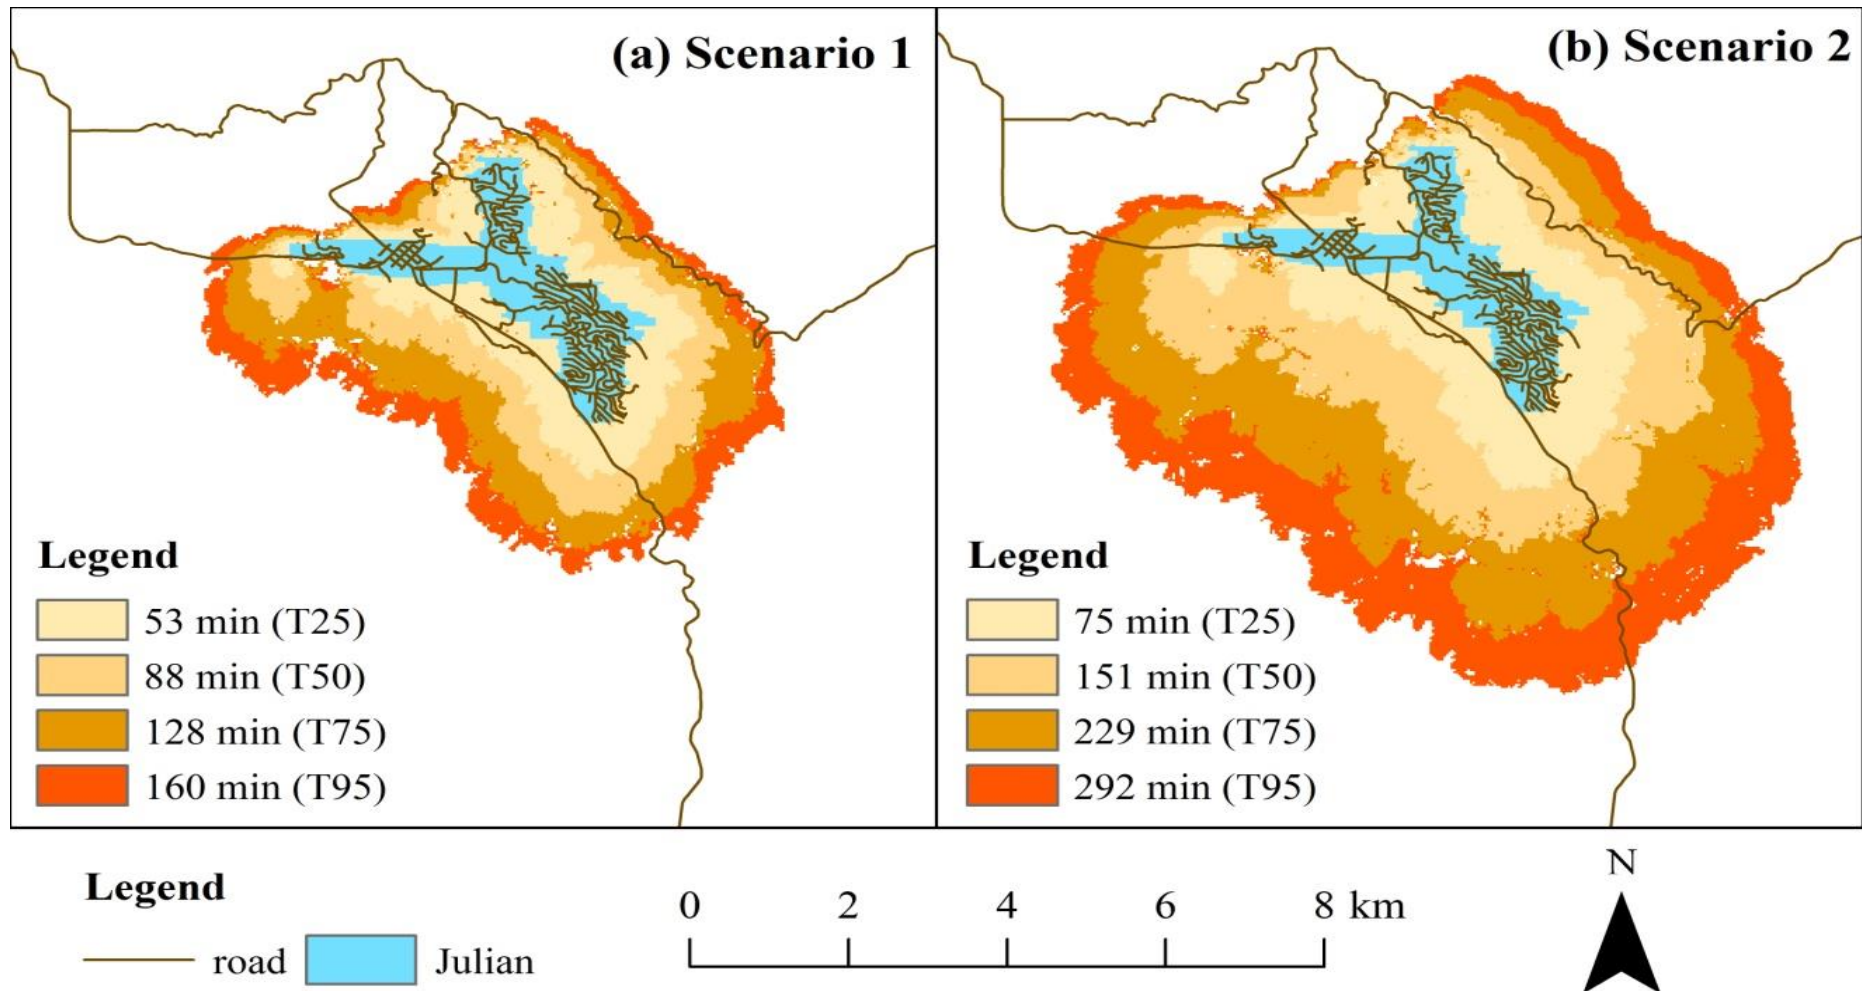 (a) Scenario 1
Legend
53 min (T25)
88 min (T50)
128 min (T75)
160 min (T95)
(b) Scenario 2
Legend
75 min (T25)
151 min (T50)
229 min (T75)
292 min (T95)
Legend
road
Julian
0 2 4 6 8 km
N